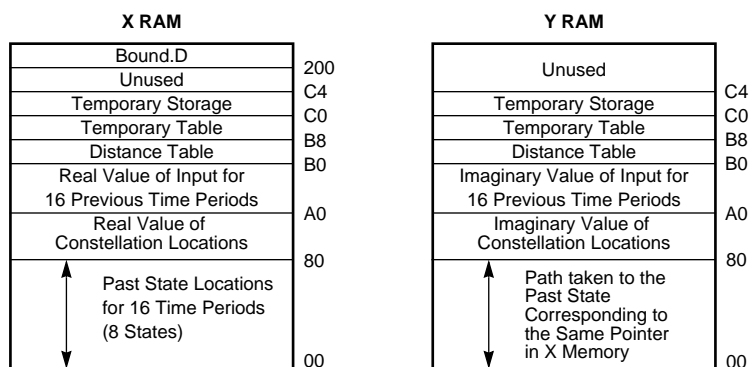 X RAM
Bound.D
200
Unused
C4
Temporary Storage
C0
Temporary Table
B8
Distance Table
B0
Real Value of Input for
16 Previous Time Periods
A0
Real Value of
Constellation Locations
80
Past State Locations
for 16 Time Periods
(8 States)
00
Y RAM
Unused
C4
Temporary Storage
C0
Temporary Table
B8
Distance Table
B0
Imaginary Value of Input for
16 Previous Time Periods
A0
Imaginary Value of
Constellation Locations
80
Path taken to the
Past State
Corresponding to
the Same Pointer
in X Memory
00